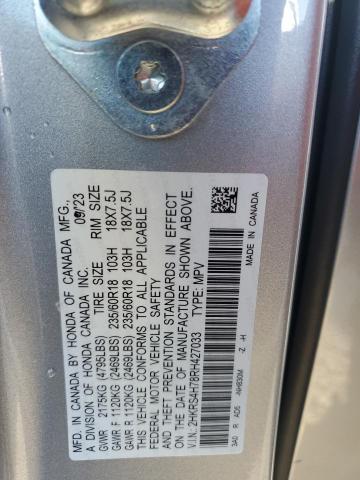 MFD. IN CANADA BY HONDA OF CANADA MFG.,
A DIVISION OF HONDA CANADA INC. 09/23
TIRE SIZE RIM SIZE
GVWR 2175KG (4795LBS)
GAWR F 1120KG (2469LBS) 235/60R18 103H 18X7.5J
GAWR R 1120KG (2469LBS) 235/60R18 103H 18X7.5J
THIS VEHICLE CONFORMS TO ALL APPLICABLE
FEDERAL MOTOR VEHICLE SAFETY
AND THEFT PREVENTION STANDARDS IN EFFECT
ON THE DATE OF MANUFACTURE SHOWN ABOVE.
V.I.N.: 2HKRS4H78RH427033 TYPE: MPV
3A0 R AD5 -NH830M -Z -H
MADE IN CANADA